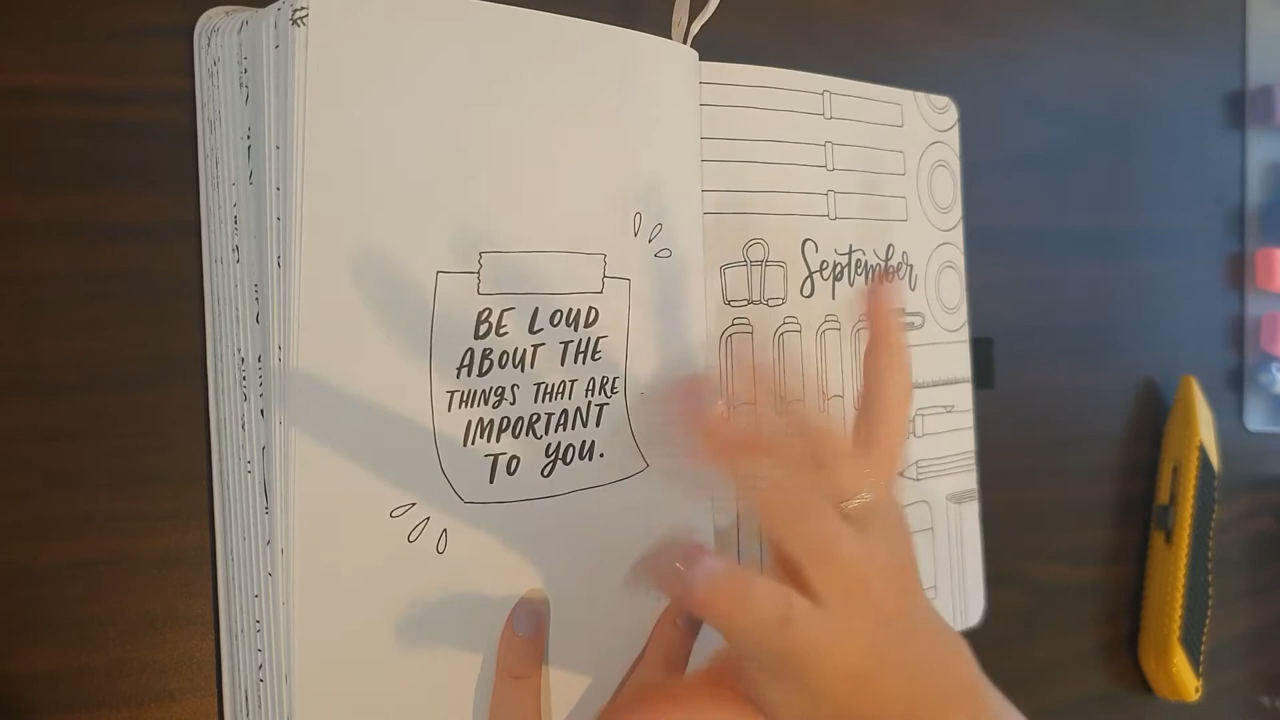 BE LOUD
ABOUT THE
THINGS THAT ARE
IMPORTANT
TO YOU.
September